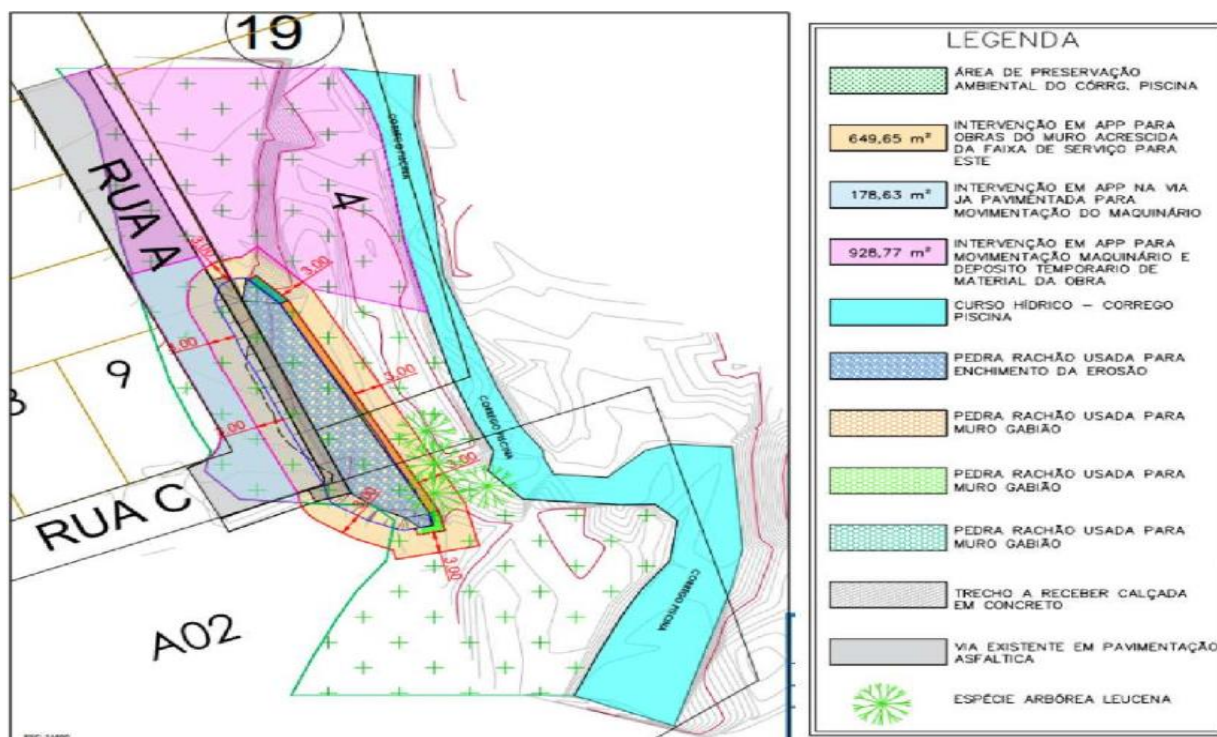 19
CORREGO PISCINA
RUA A
4
3.00
3.00
3.00
3.00
9
3.00
CORREGO PISCINA
3.00
RUA C
3.00
3.00
CORREGO PISCINA
A02
LEGENDA
ÁREA DE PRESERVAÇÃO
AMBIENTAL DO CÓRRG. PISCINA
649,65 m²
INTERVENÇÃO EM APP PARA
OBRAS DO MURO ACRESCIDA
DA FAIXA DE SERVIÇO PARA
ESTE
178,63 m²
INTERVENÇÃO EM APP NA VIA
JA PAVIMENTADA PARA
MOVIMENTAÇÃO DO MAQUINÁRIO
928,77 m²
INTERVENÇÃO EM APP PARA
MOVIMENTAÇÃO MAQUINÁRIO E
DEPOSITO TEMPORARIO DE
MATERIAL DA OBRA
CURSO HÍDRICO – CORREGO
PISCINA
PEDRA RACHÃO USADA PARA
ENCHIMENTO DA EROSÃO
PEDRA RACHÃO USADA PARA
MURO GABIÃO
PEDRA RACHÃO USADA PARA
MURO GABIÃO
PEDRA RACHÃO USADA PARA
MURO GABIÃO
TRECHO A RECEBER CALÇADA
EM CONCRETO
VIA EXISTENTE EM PAVIMENTAÇÃO
ASFALTICA
ESPÉCIE ARBÓREA LEUCENA